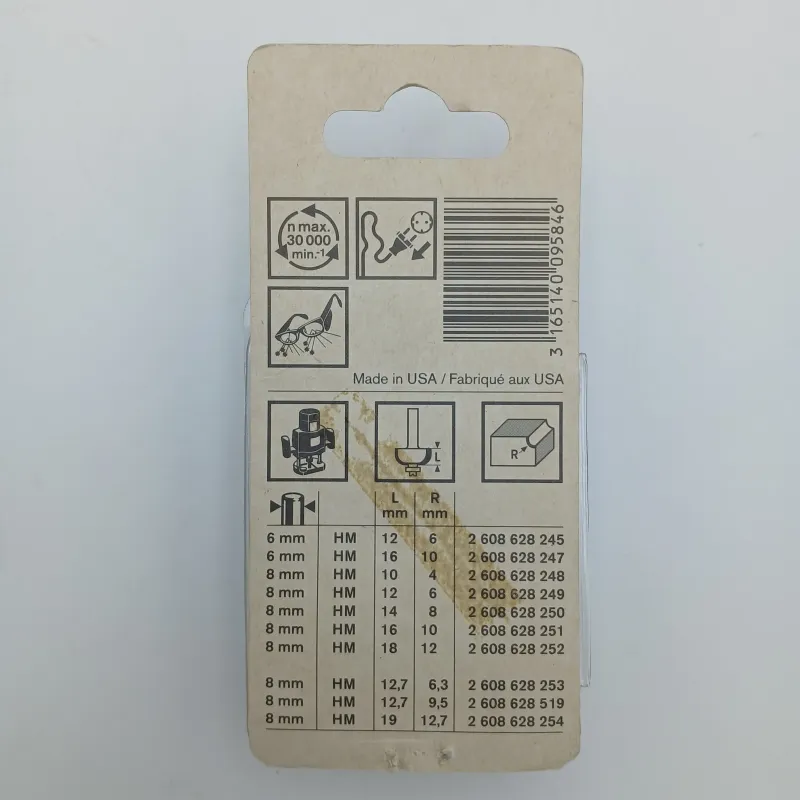 n max.
30 000
min.-1
3 165140 095846
Made in USA / Fabriqué aux USA
L
R
L R
mm mm
6 mm HM 12 6 2 608 628 245
6 mm HM 16 10 2 608 628 247
8 mm HM 10 4 2 608 628 248
8 mm HM 12 6 2 608 628 249
8 mm HM 14 8 2 608 628 250
8 mm HM 16 10 2 608 628 251
8 mm HM 18 12 2 608 628 252
8 mm HM 12,7 6,3 2 608 628 253
8 mm HM 12,7 9,5 2 608 628 519
8 mm HM 19 12,7 2 608 628 254